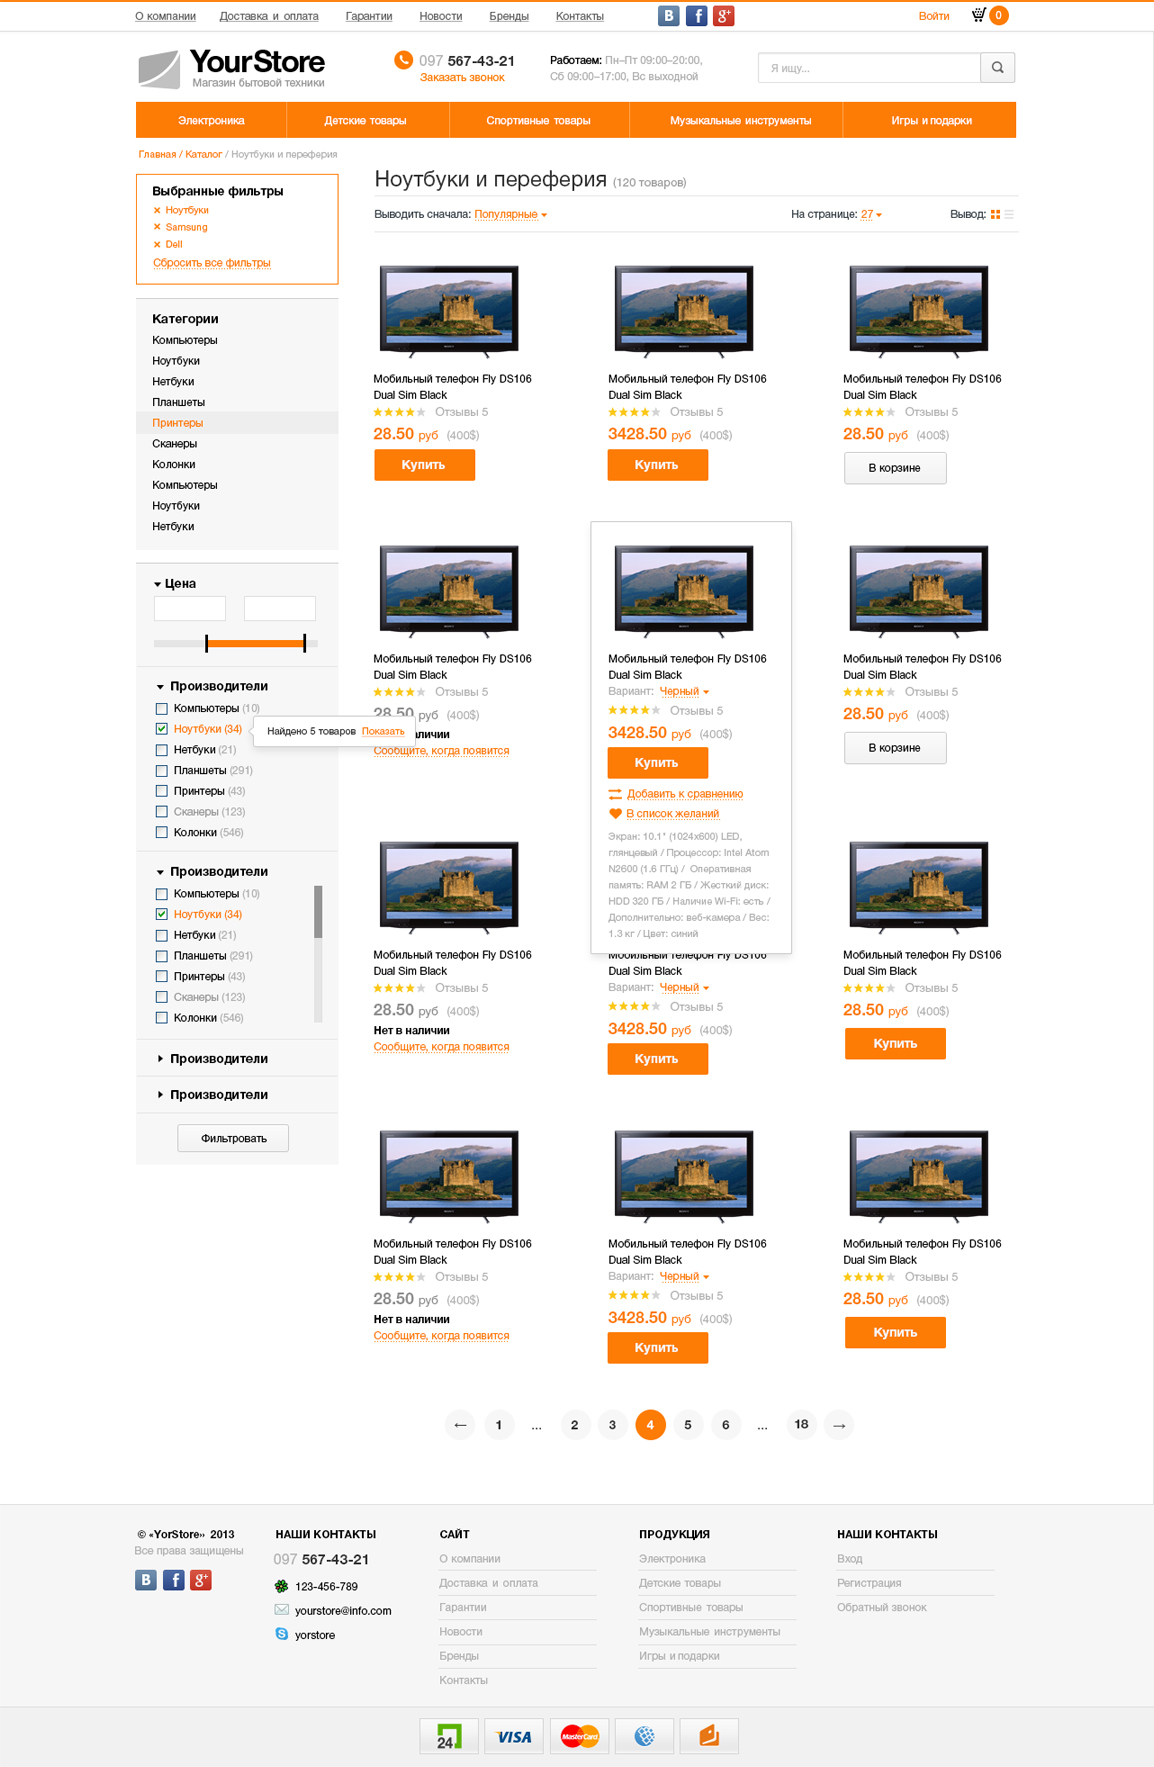 О компании Доставка и оплата Гарантии Новости Бренды Контакты Войти 0
YourStore
Магазин бытовой техники
097 567-43-21
Заказать звонок
Работаем: Пн–Пт 09:00–20:00,
Сб 09:00–17:00, Вс выходной
Я ищу...
Электроника Детские товары Спортивные товары Музыкальные инструменты Игры и подарки
Главная / Каталог / Ноутбуки и переферия
Выбранные фильтры
Ноутбуки
Samsung
Dell
Сбросить все фильтры
Категории
Компьютеры
Ноутбуки
Нетбуки
Планшеты
Принтеры
Сканеры
Колонки
Компьютеры
Ноутбуки
Нетбуки
Цена
Производители
Компьютеры (10)
Ноутбуки (34)
Найдено 5 товаров Показать
Нетбуки (21)
Планшеты (291)
Принтеры (43)
Сканеры (123)
Колонки (546)
Производители
Компьютеры (10)
Ноутбуки (34)
Нетбуки (21)
Планшеты (291)
Принтеры (43)
Сканеры (123)
Колонки (546)
Производители
Производители
Фильтровать
Ноутбуки и переферия (120 товаров)
Выводить сначала: Популярные На странице: 27 Вывод:
Мобильный телефон Fly DS106
Dual Sim Black
Отзывы 5
28.50 руб (400$)
Купить
Мобильный телефон Fly DS106
Dual Sim Black
Отзывы 5
3428.50 руб (400$)
Купить
Мобильный телефон Fly DS106
Dual Sim Black
Отзывы 5
28.50 руб (400$)
В корзине
Мобильный телефон Fly DS106
Dual Sim Black
Отзывы 5
28.50 руб (400$)
личии
Сообщите, когда появится
Мобильный телефон Fly DS106
Dual Sim Black
Вариант: Черный
Отзывы 5
3428.50 руб (400$)
Купить
Добавить к сравнению
В список желаний
Экран: 10.1" (1024x600) LED,
глянцевый / Процессор: Intel Atom
N2600 (1.6 ГГц) / Оперативная
память: RAM 2 ГБ / Жесткий диск:
HDD 320 ГБ / Наличие Wi-Fi: есть /
Дополнительно: веб-камера / Вес:
1.3 кг / Цвет: синий
Мобильный телефон Fly DS106
Dual Sim Black
Отзывы 5
28.50 руб (400$)
В корзине
Мобильный телефон Fly DS106
Dual Sim Black
Отзывы 5
28.50 руб (400$)
Нет в наличии
Сообщите, когда появится
Мобильный телефон Fly DS106
Dual Sim Black
Вариант: Черный
Отзывы 5
3428.50 руб (400$)
Купить
Мобильный телефон Fly DS106
Dual Sim Black
Отзывы 5
28.50 руб (400$)
Купить
Мобильный телефон Fly DS106
Dual Sim Black
Отзывы 5
28.50 руб (400$)
Нет в наличии
Сообщите, когда появится
Мобильный телефон Fly DS106
Dual Sim Black
Вариант: Черный
Отзывы 5
3428.50 руб (400$)
Купить
Мобильный телефон Fly DS106
Dual Sim Black
Отзывы 5
28.50 руб (400$)
Купить
← 1 ... 2 3 4 5 6 ... 18 →
© «YorStore» 2013
Все права защищены
НАШИ КОНТАКТЫ
097 567-43-21
123-456-789
yourstore@info.com
yorstore
САЙТ
О компании
Доставка и оплата
Гарантии
Новости
Бренды
Контакты
ПРОДУКЦИЯ
Электроника
Детские товары
Спортивные товары
Музыкальные инструменты
Игры и подарки
НАШИ КОНТАКТЫ
Вход
Регистрация
Обратный звонок
24 VISA MasterCard